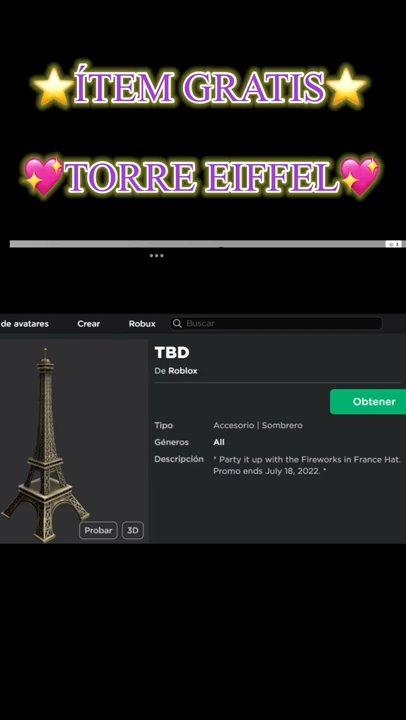 ÍTEM GRATIS
TORRE EIFFEL
de avatares Crear Robux Buscar
TBD
De Roblox
Obtener
Tipo Accesorio | Sombrero
Géneros All
Descripción * Party it up with the Fireworks in France Hat.
Promo ends July 18, 2022. *
Probar 3D